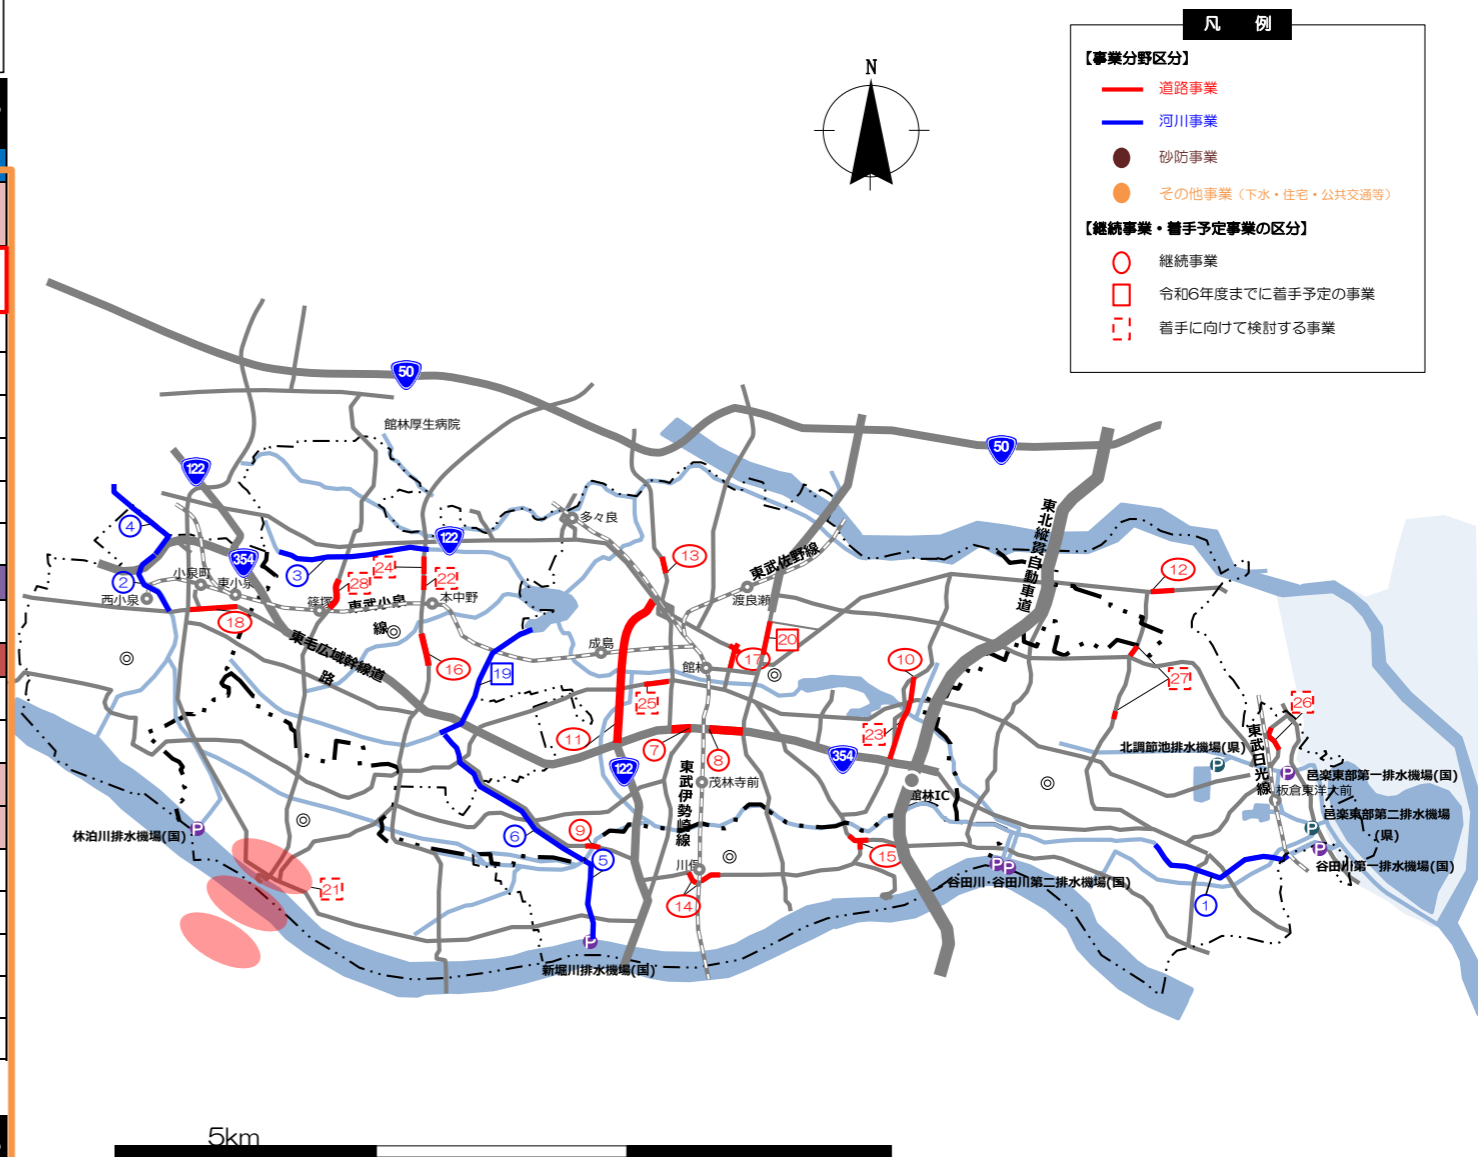 凡　例
【事業分野区分】
道路事業
河川事業
砂防事業
その他事業（下水・住宅・公共交通等）
【継続事業・着手予定事業の区分】
継続事業
令和6年度までに着手予定の事業
着手に向けて検討する事業
N
50
館林厚生病院
50
122
東北縦貫自動車道
4
多々良
122
354
3
13
東武佐野線
24
22
12
2
小泉町
東小泉
28
渡良瀬
西小泉
篠塚
東武小泉線
本中野
18
20
成島
東毛広域幹線道路
16
19
館林
17
10
27
25
26
11
7
8
23
354
北調節池排水機場(県)
東武日光線
122
東武伊勢崎線
茂林寺前
館林IC
P
P
邑楽東部第一排水機場(国)
板倉東洋大前
邑楽東部第二排水機場
(県)
P
休泊川排水機場(国)
P
6
9
5
15
P
谷田川第一排水機場(国)
川俣
P
P
谷田川・谷田川第二排水機場(国)
21
14
1
P
新堀川排水機場(国)
5km